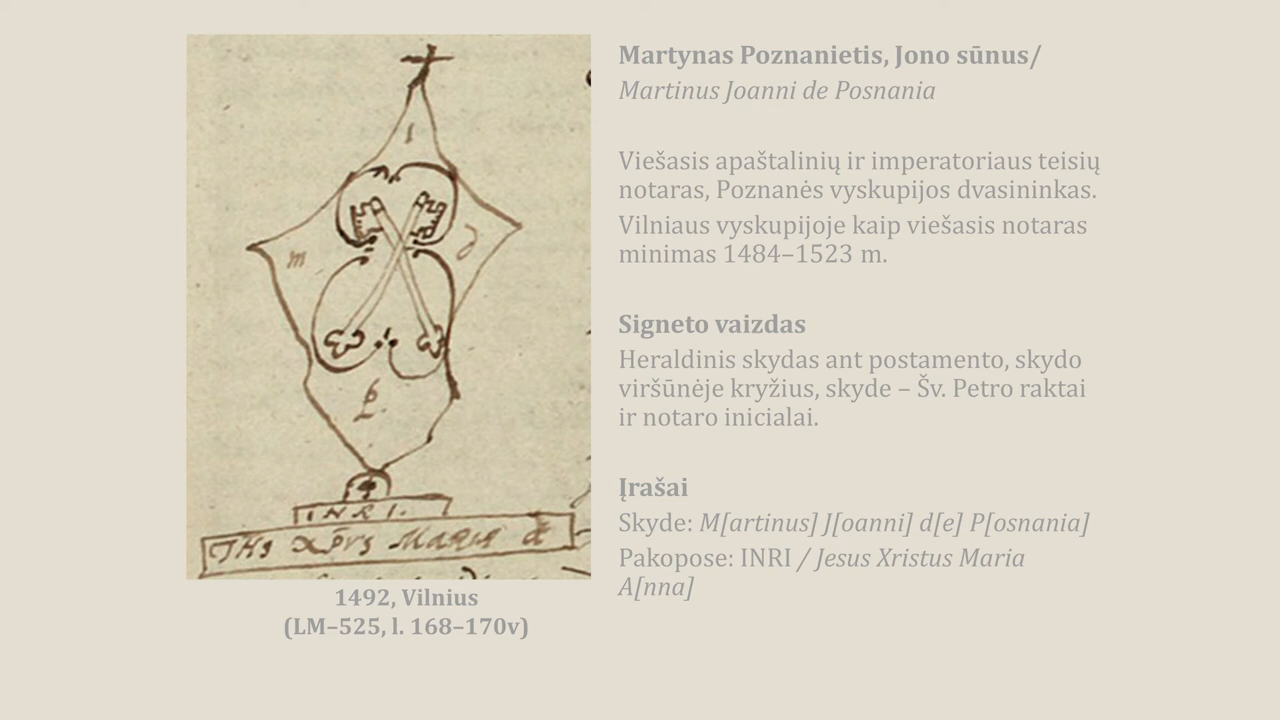 Martynas Poznanietis, Jono sūnus/
Martinus Joanni de Posnania
Viešasis apaštalinių ir imperatoriaus teisių
notaras, Poznanės vyskupijos dvasininkas.
Vilniaus vyskupijoje kaip viešasis notaras
minimas 1484–1523 m.
Signeto vaizdas
Heraldinis skydas ant postamento, skydo
viršūnėje kryžius, skyde – Šv. Petro raktai
ir notaro inicialai.
Įrašai
Skyde: M[artinus] J[oanni] d[e] P[osnania]
Pakopose: INRI / Jesus Xristus Maria
A[nna]
J
m d
p
INRI.
JHS xpvs Maria
1492, Vilnius
(LM–525, l. 168–170v)